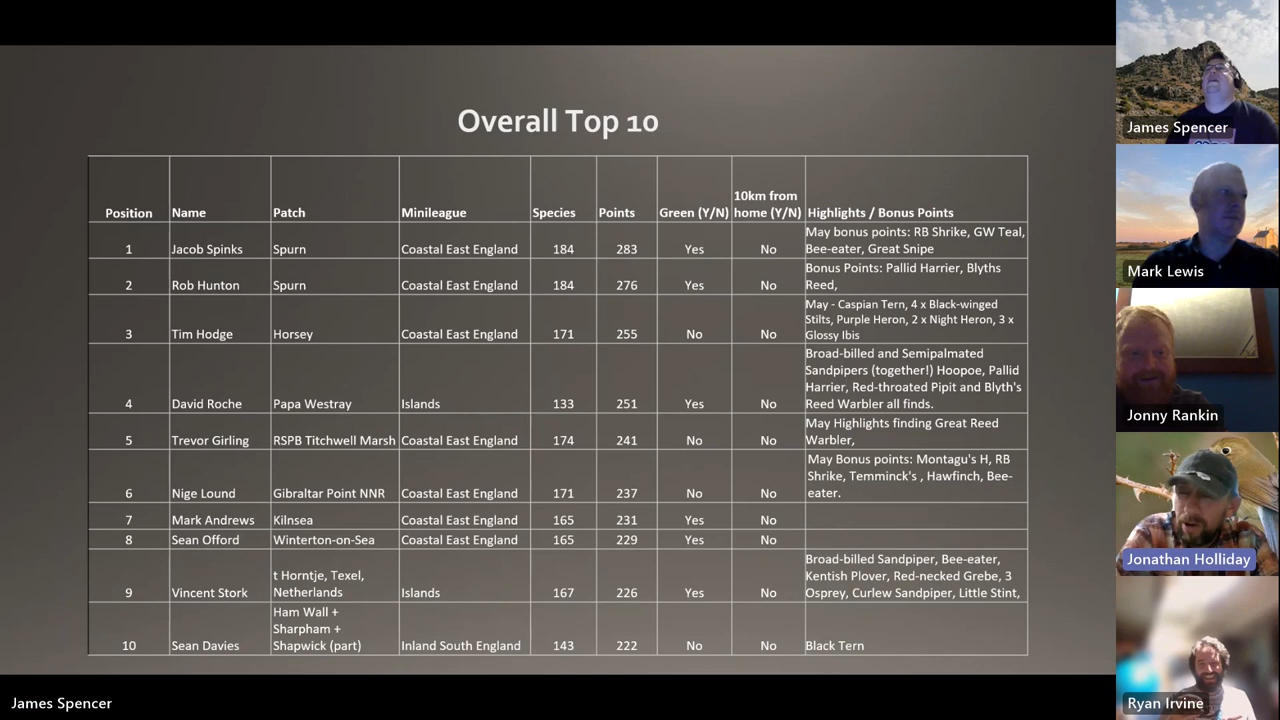 Overall Top 10
Position Name Patch Minileague Species Points Green (Y/N) 10km from home (Y/N) Highlights / Bonus Points
1 Jacob Spinks Spurn Coastal East England 184 283 Yes No May bonus points: RB Shrike, GW Teal,
Bee-eater, Great Snipe
2 Rob Hunton Spurn Coastal East England 184 276 Yes No Bonus Points: Pallid Harrier, Blyths
Reed,
3 Tim Hodge Horsey Coastal East England 171 255 No No May - Caspian Tern, 4 x Black-winged
Stilts, Purple Heron, 2 x Night Heron, 3 x
Glossy Ibis
4 David Roche Papa Westray Islands 133 251 Yes No Broad-billed and Semipalmated
Sandpipers (together!) Hoopoe, Pallid
Harrier, Red-throated Pipit and Blyth's
Reed Warbler all finds.
5 Trevor Girling RSPB Titchwell Marsh Coastal East England 174 241 No No May Highlights finding Great Reed
Warbler,
6 Nige Lound Gibraltar Point NNR Coastal East England 171 237 No No May Bonus points: Montagu's H, RB
Shrike, Temminck's , Hawfinch, Bee-
eater.
7 Mark Andrews Kilnsea Coastal East England 165 231 Yes No
8 Sean Offord Winterton-on-Sea Coastal East England 165 229 Yes No
9 Vincent Stork t Horntje, Texel,
Netherlands Islands 167 226 Yes No Broad-billed Sandpiper, Bee-eater,
Kentish Plover, Red-necked Grebe, 3
Osprey, Curlew Sandpiper, Little Stint,
10 Sean Davies Ham Wall +
Sharpham +
Shapwick (part) Inland South England 143 222 No No Black Tern
James Spencer
Mark Lewis
Jonny Rankin
Jonathan Holliday
Ryan Irvine
James Spencer